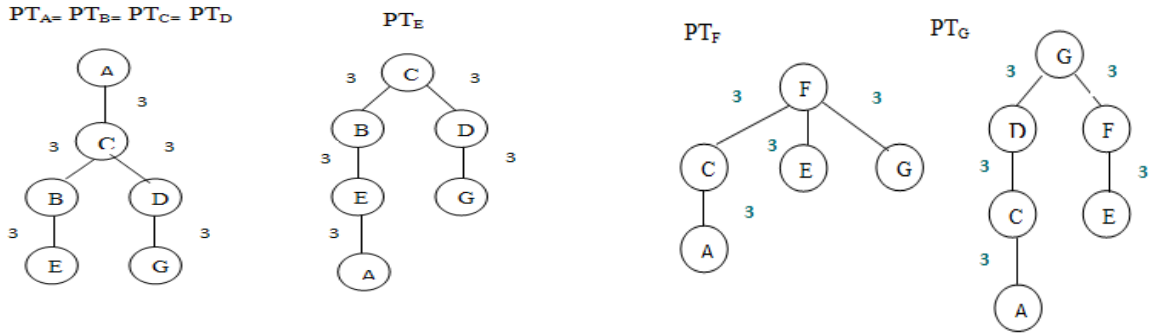 PTA= PTB= PTC= PTD
A
3
C
3 3
B D
3 3
E G
PTE
3 C 3
B D
3 3
E G
3
A
PTF
F
3 3
3
C E G
3
A
PTG
G
3 3
D F
3 3
C E
3
A